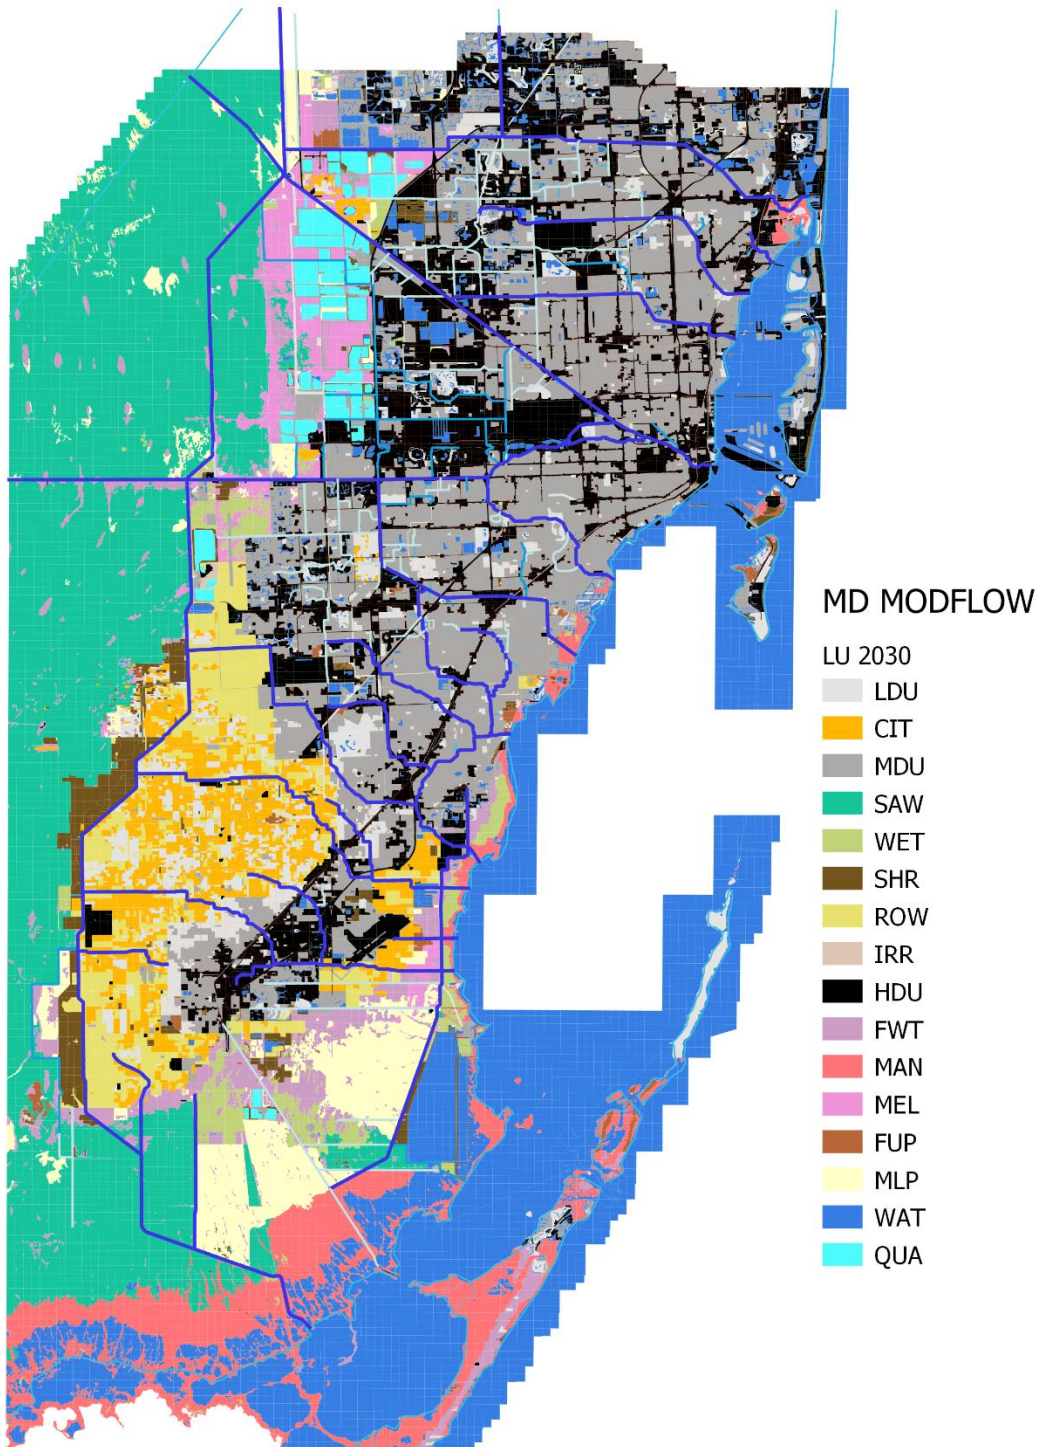 MD MODFLOW
LU 2030
LDU
CIT
MDU
SAW
WET
SHR
ROW
IRR
HDU
FWT
MAN
MEL
FUP
MLP
WAT
QUA